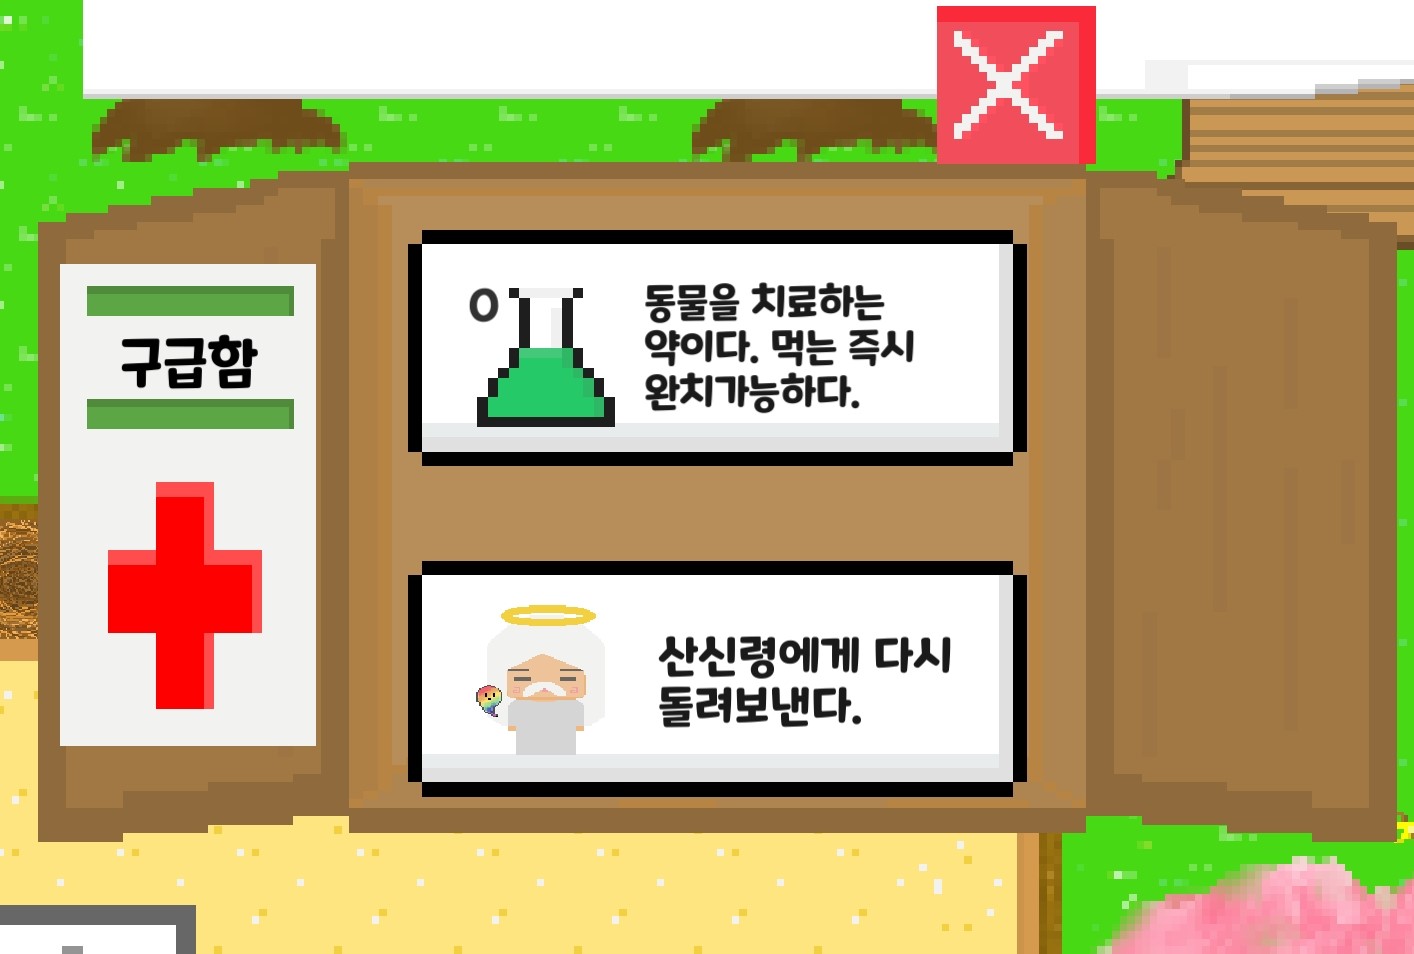 구급함
0
동물을 치료하는
약이다. 먹는 즉시
완치가능하다.
산신령에게 다시
돌려보낸다.